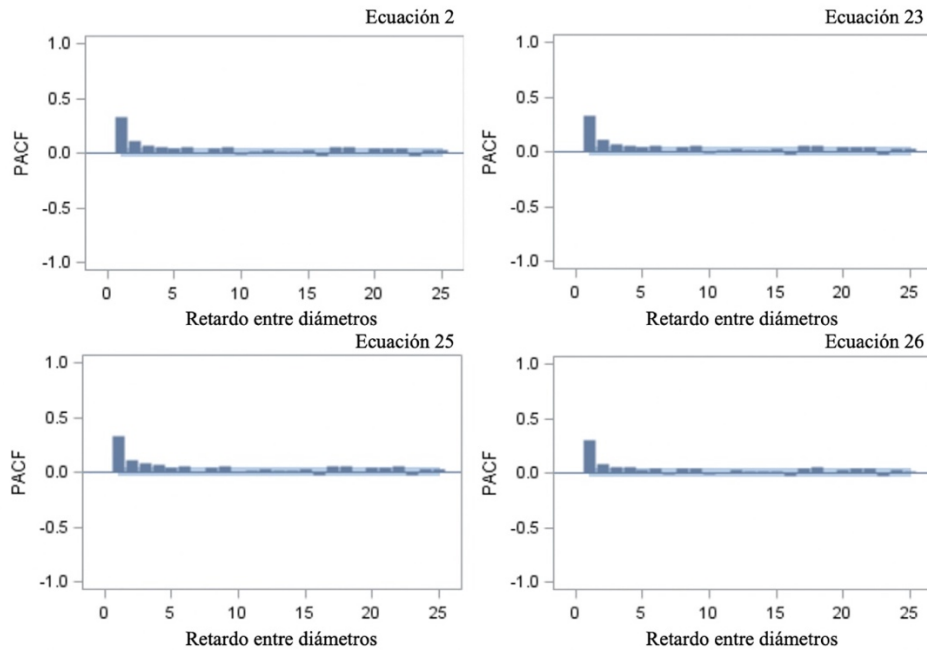 Ecuación 2
1.0
0.5
0.0
-0.5
-1.0
PACF
0 5 10 15 20 25
Retardo entre diámetros
Ecuación 23
1.0
0.5
0.0
-0.5
-1.0
PACF
0 5 10 15 20 25
Retardo entre diámetros
Ecuación 25
1.0
0.5
0.0
-0.5
-1.0
PACF
0 5 10 15 20 25
Retardo entre diámetros
Ecuación 26
1.0
0.5
0.0
-0.5
-1.0
PACF
0 5 10 15 20 25
Retardo entre diámetros